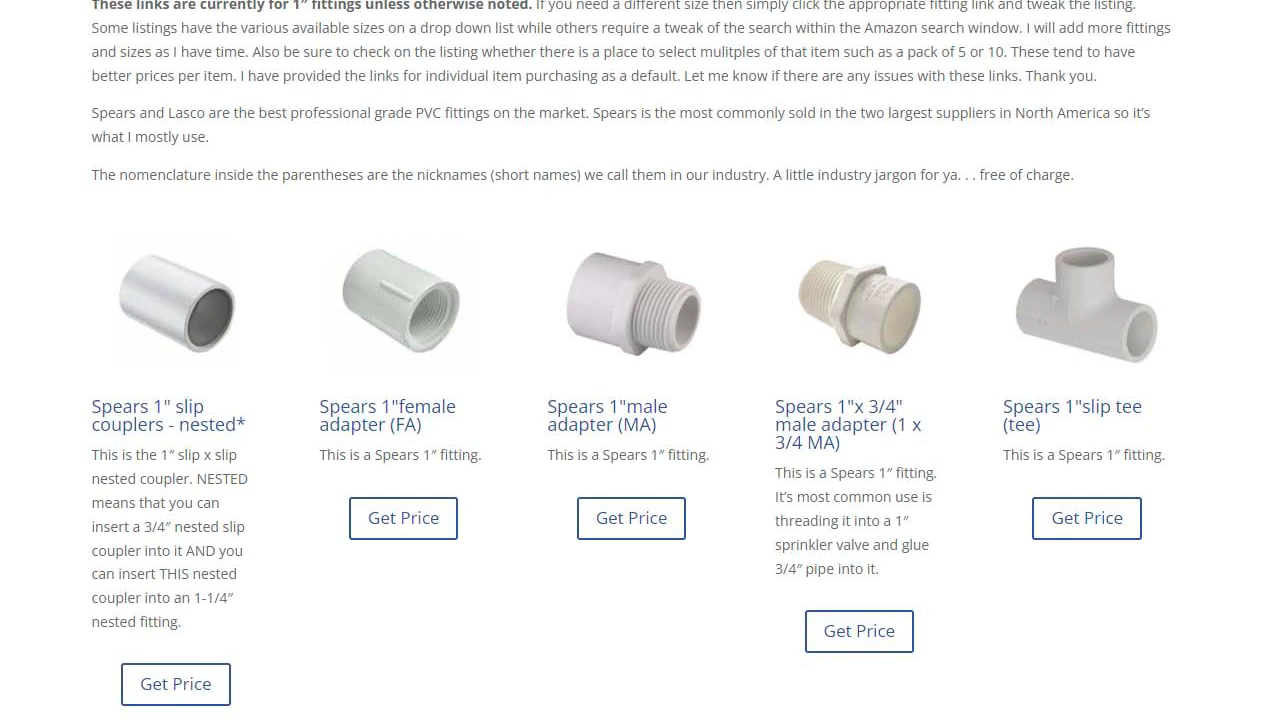 These links are currently for 1″ fittings unless otherwise noted. If you need a different size then simply click the appropriate fitting link and tweak the listing.
Some listings have the various available sizes on a drop down list while others require a tweak of the search within the Amazon search window. I will add more fittings
and sizes as I have time. Also be sure to check on the listing whether there is a place to select mulitples of that item such as a pack of 5 or 10. These tend to have
better prices per item. I have provided the links for individual item purchasing as a default. Let me know if there are any issues with these links. Thank you.
Spears and Lasco are the best professional grade PVC fittings on the market. Spears is the most commonly sold in the two largest suppliers in North America so it’s
what I mostly use.
The nomenclature inside the parentheses are the nicknames (short names) we call them in our industry. A little industry jargon for ya. . . free of charge.
Spears 1" slip
couplers - nested*
This is the 1″ slip x slip
nested coupler. NESTED
means that you can
insert a 3/4″ nested slip
coupler into it AND you
can insert THIS nested
coupler into an 1-1/4″
nested fitting.
Get Price
Spears 1"female
adapter (FA)
This is a Spears 1″ fitting.
Get Price
Spears 1"male
adapter (MA)
This is a Spears 1″ fitting.
Get Price
Spears 1"x 3/4"
male adapter (1 x
3/4 MA)
This is a Spears 1″ fitting.
It’s most common use is
threading it into a 1″
sprinkler valve and glue
3/4″ pipe into it.
Get Price
Spears 1"slip tee
(tee)
This is a Spears 1″ fitting.
Get Price